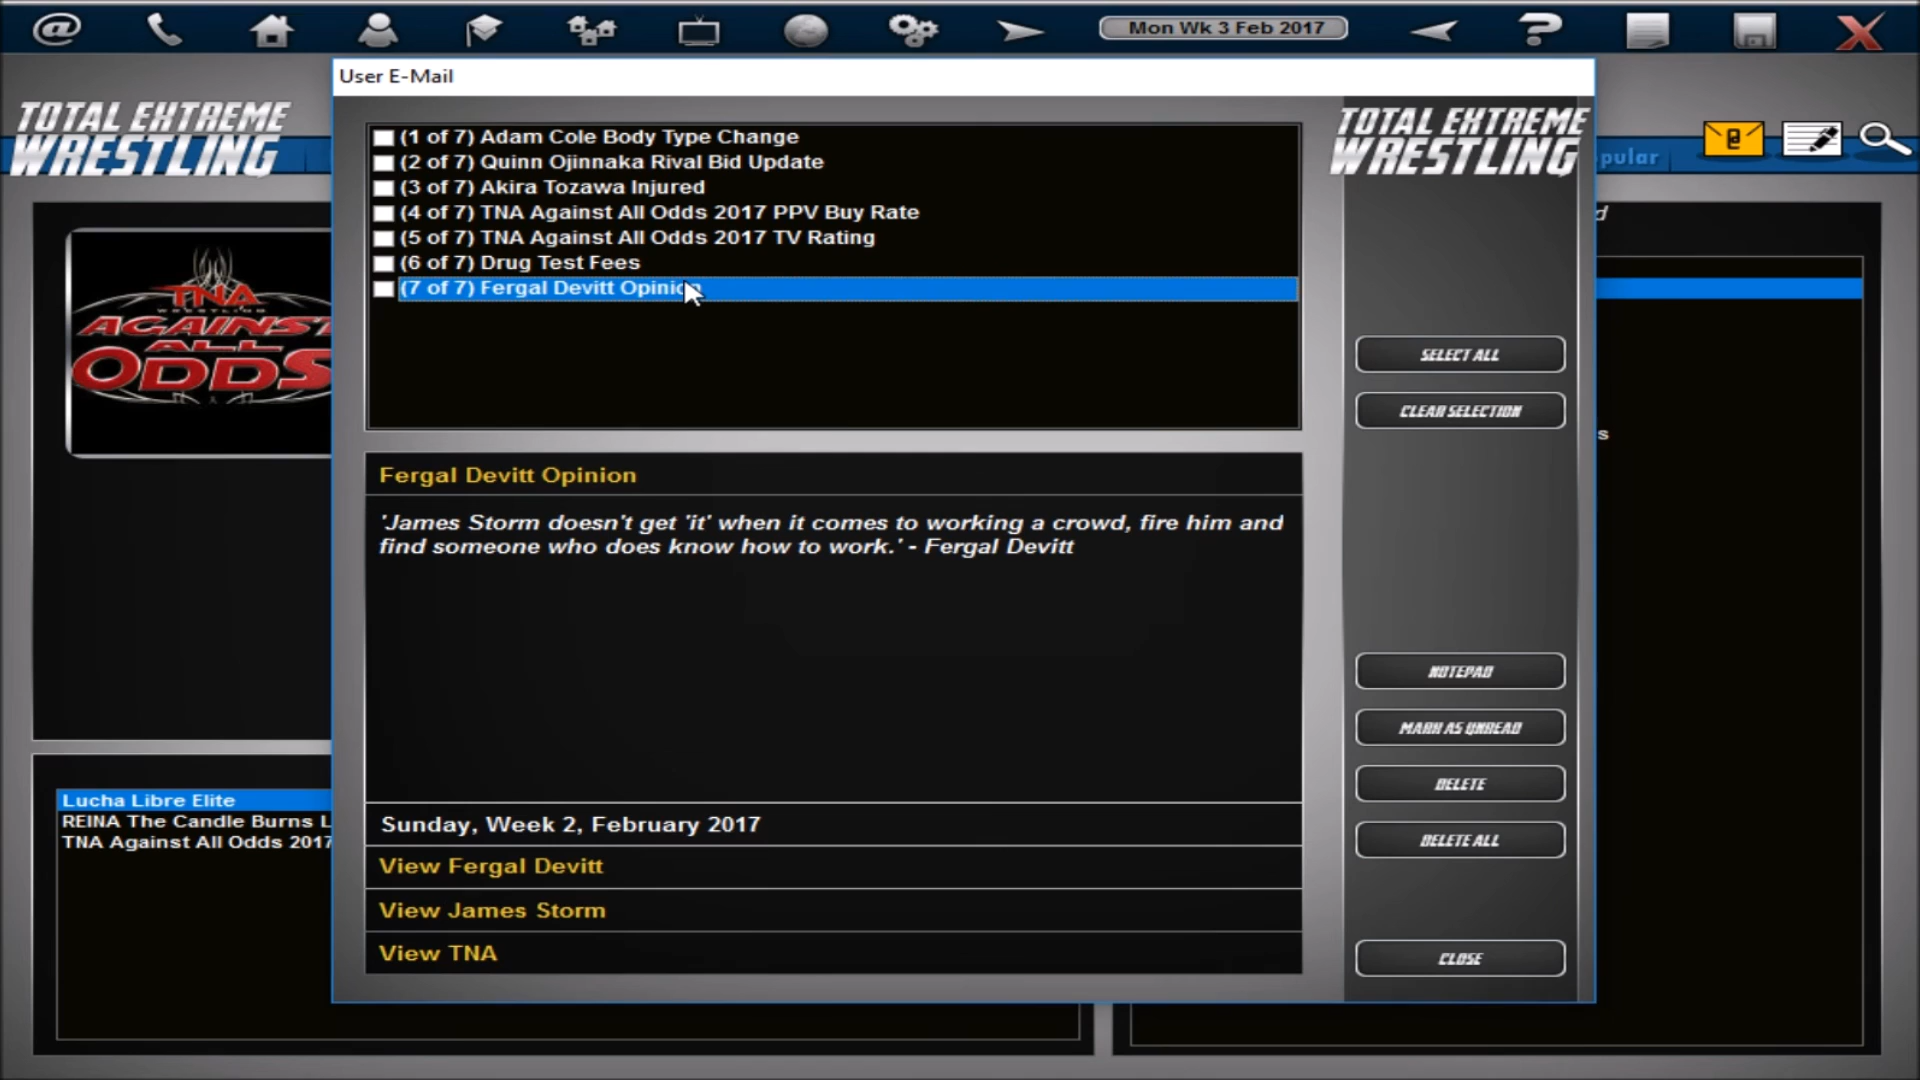 Mon Wk 3 Feb 2017
User E-Mail
TOTAL EXTREME
WRESTLING
(1 of 7) Adam Cole Body Type Change
(2 of 7) Quinn Ojinnaka Rival Bid Update
(3 of 7) Akira Tozawa Injured
(4 of 7) TNA Against All Odds 2017 PPV Buy Rate
(5 of 7) TNA Against All Odds 2017 TV Rating
(6 of 7) Drug Test Fees
(7 of 7) Fergal Devitt Opinion
TOTAL EXTREME
WRESTLING
pular
d
TNA
WRESTLING
AGAINST
ALL
ODDS
SELECT ALL
CLEAR SELECTION
s
Fergal Devitt Opinion
'James Storm doesn't get 'it' when it comes to working a crowd, fire him and
find someone who does know how to work.' - Fergal Devitt
NOTEPAD
MARK AS UNREAD
DELETE
DELETE ALL
CLOSE
Sunday, Week 2, February 2017
View Fergal Devitt
View James Storm
View TNA
Lucha Libre Elite
REINA The Candle Burns L
TNA Against All Odds 2017